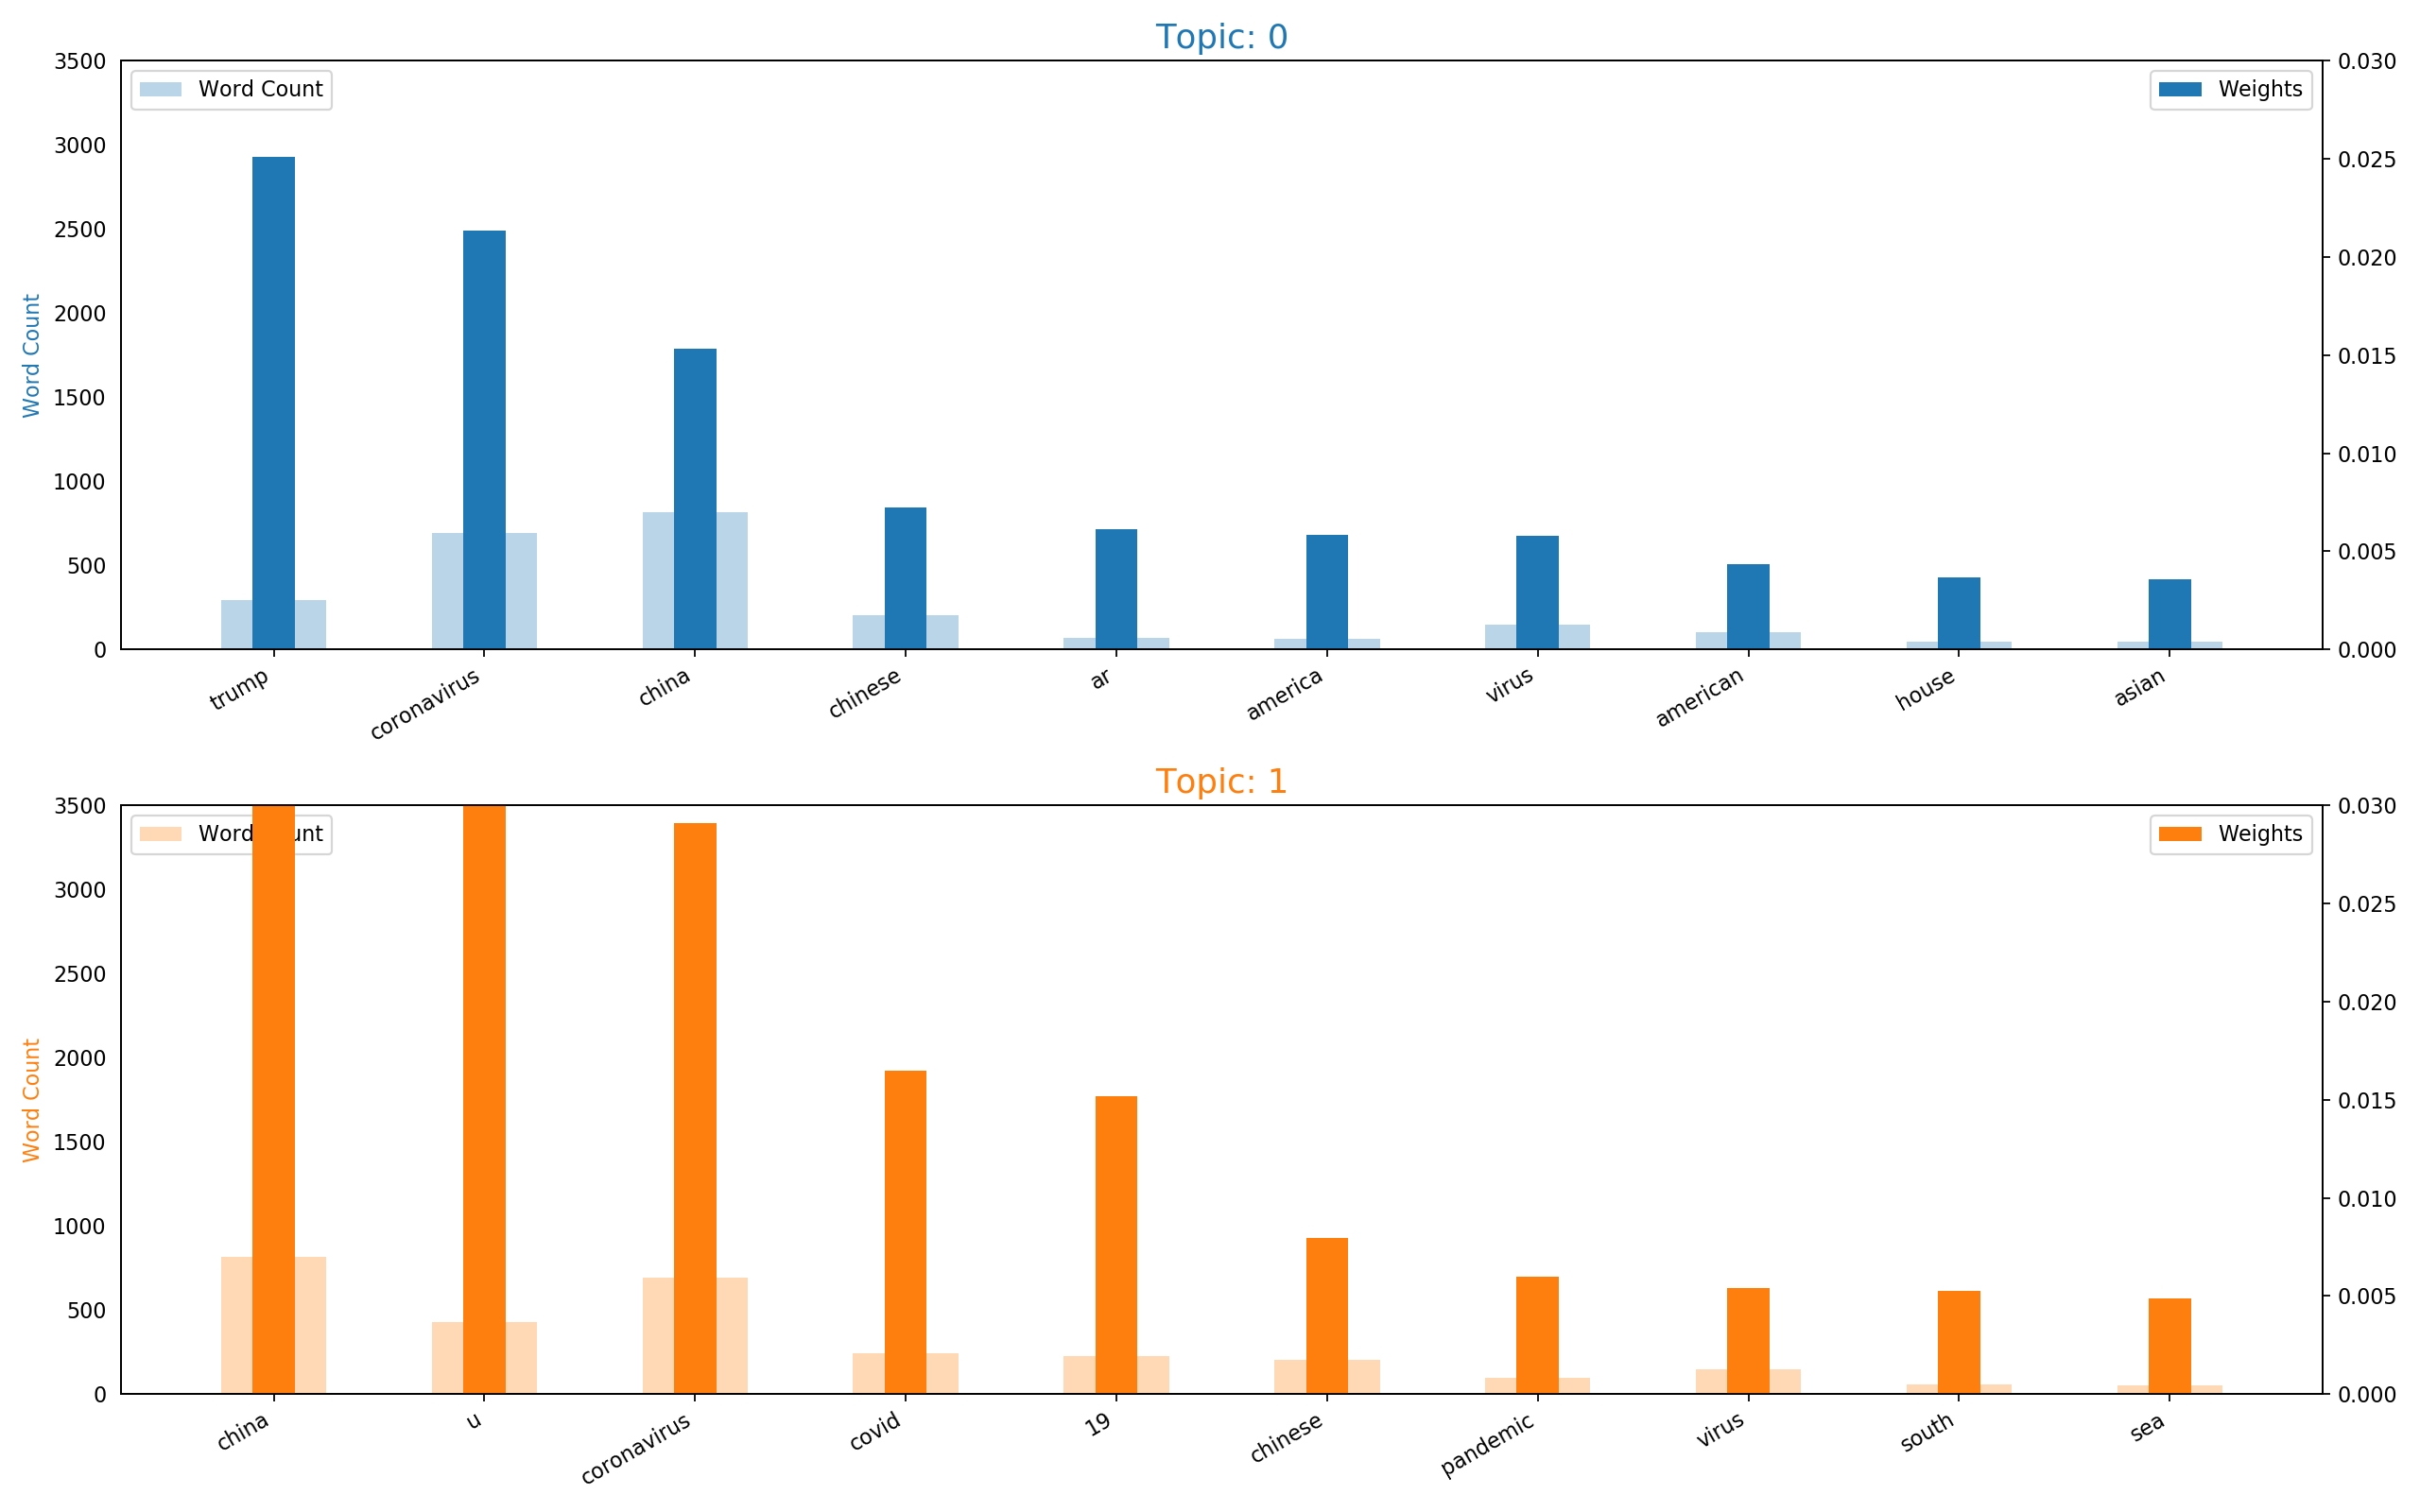 Topic: 0
Word Count
Weights
Word Count
3500
3000
2500
2000
1500
1000
500
0
0.030
0.025
0.020
0.015
0.010
0.005
0.000
trump
coronavirus
china
chinese
ar
america
virus
american
house
asian
Topic: 1
Word Count
Weights
Word Count
3500
3000
2500
2000
1500
1000
500
0
0.030
0.025
0.020
0.015
0.010
0.005
0.000
china
u
coronavirus
covid
19
chinese
pandemic
virus
south
sea